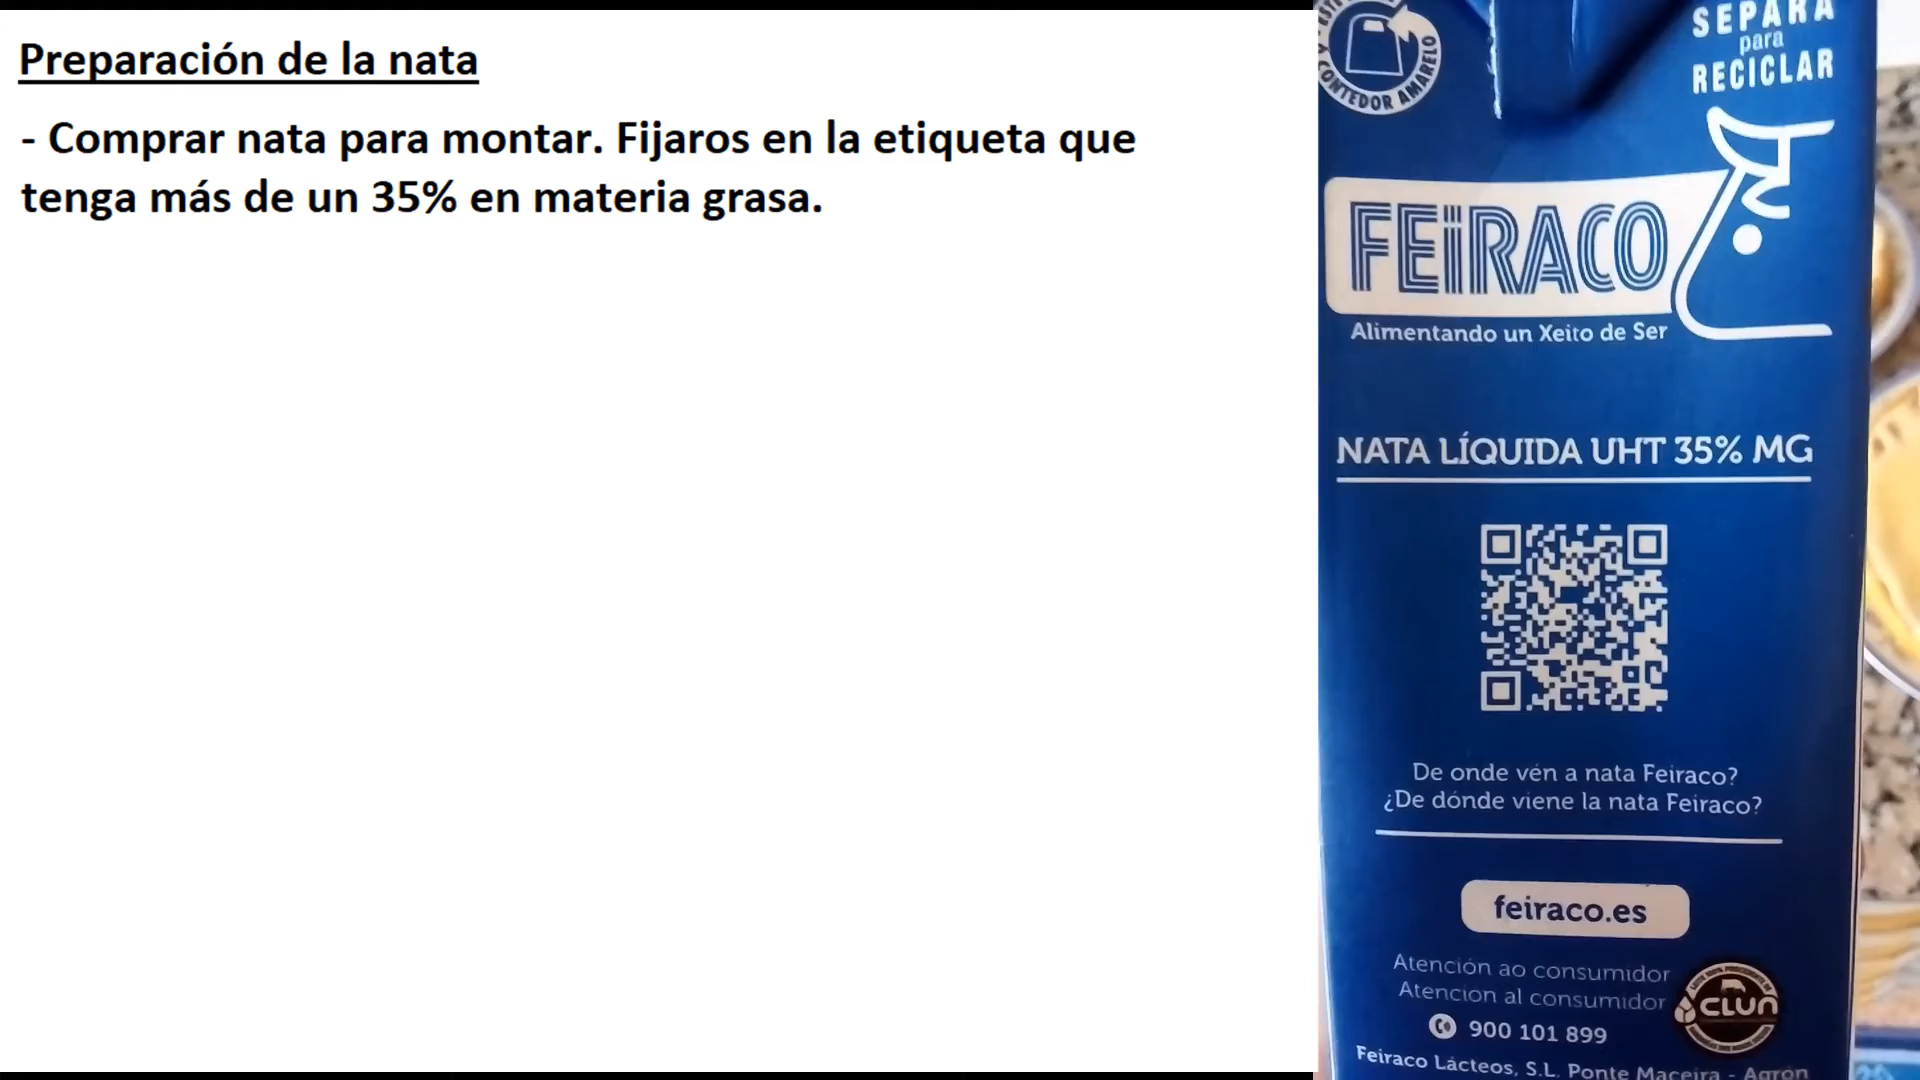 Preparación de la nata
- Comprar nata para montar. Fijaros en la etiqueta que
tenga más de un 35% en materia grasa.
Y CONTEDOR AMARELO
SEPARA
para
RECICLAR
FEiRACO
Alimentando un Xeito de Ser
NATA LÍQUIDA UHT 35% MG
De onde vén a nata Feiraco?
¿De dónde viene la nata Feiraco?
feiraco.es
Atención ao consumidor
Atencion al consumidor
900 101 899
CLUN
Feiraco Lácteos, S.L. Ponte Maceira - Agrón